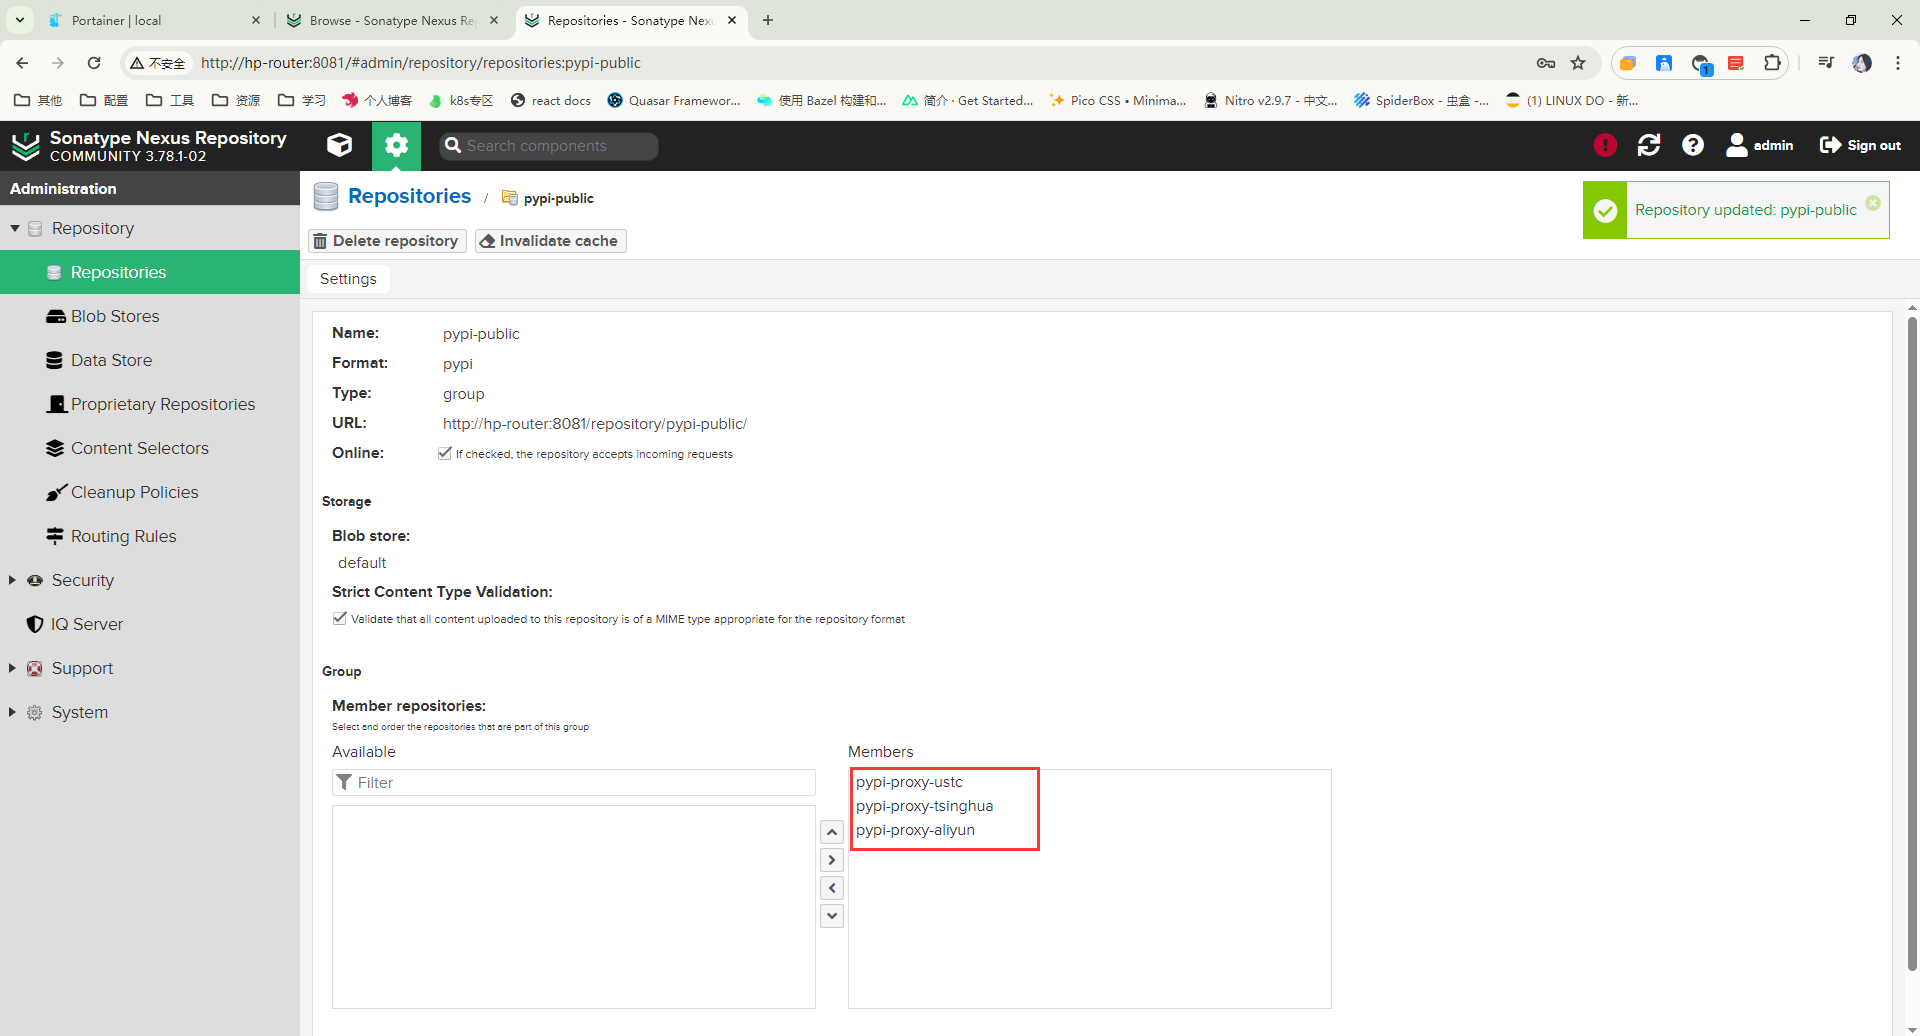 Portainer | local
Browse - Sonatype Nexus Re
Repositories - Sonatype Nexu
不安全
http://hp-router:8081/#admin/repository/repositories:pypi-public
1
其他
配置
工具
资源
学习
个人博客
k8s专区
react docs
Quasar Framewor...
使用 Bazel 构建和...
简介 · Get Started...
Pico CSS • Minima...
Nitro v2.9.7 - 中文...
SpiderBox - 虫盒 -...
(1) LINUX DO - 新...
Sonatype Nexus Repository
COMMUNITY 3.78.1-02
Search components
admin
Sign out
Administration
Repository
Repositories
Blob Stores
Data Store
Proprietary Repositories
Content Selectors
Cleanup Policies
Routing Rules
Security
IQ Server
Support
System
Repositories / pypi-public
Repository updated: pypi-public
Delete repository
Invalidate cache
Settings
Name: pypi-public
Format: pypi
Type: group
URL: http://hp-router:8081/repository/pypi-public/
Online: If checked, the repository accepts incoming requests
Storage
Blob store:
default
Strict Content Type Validation:
Validate that all content uploaded to this repository is of a MIME type appropriate for the repository format
Group
Member repositories:
Select and order the repositories that are part of this group
Available
Filter
Members
pypi-proxy-ustc
pypi-proxy-tsinghua
pypi-proxy-aliyun